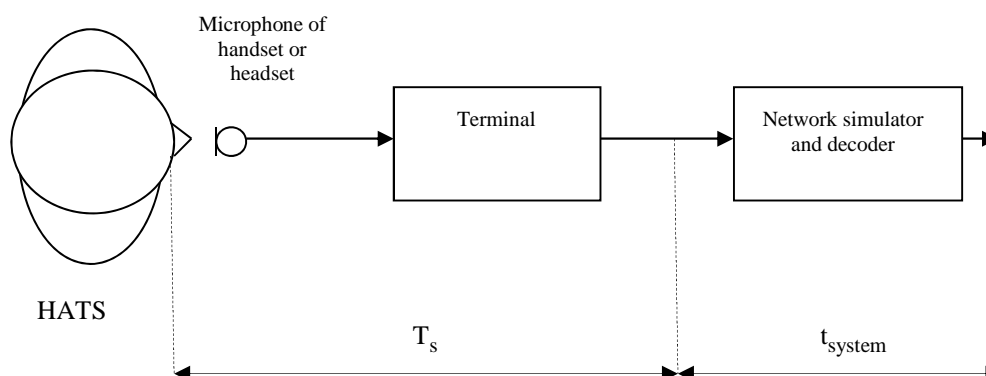 Microphone of
handset or
headset
Terminal
Network simulator
and decoder
HATS
Ts
tsystem